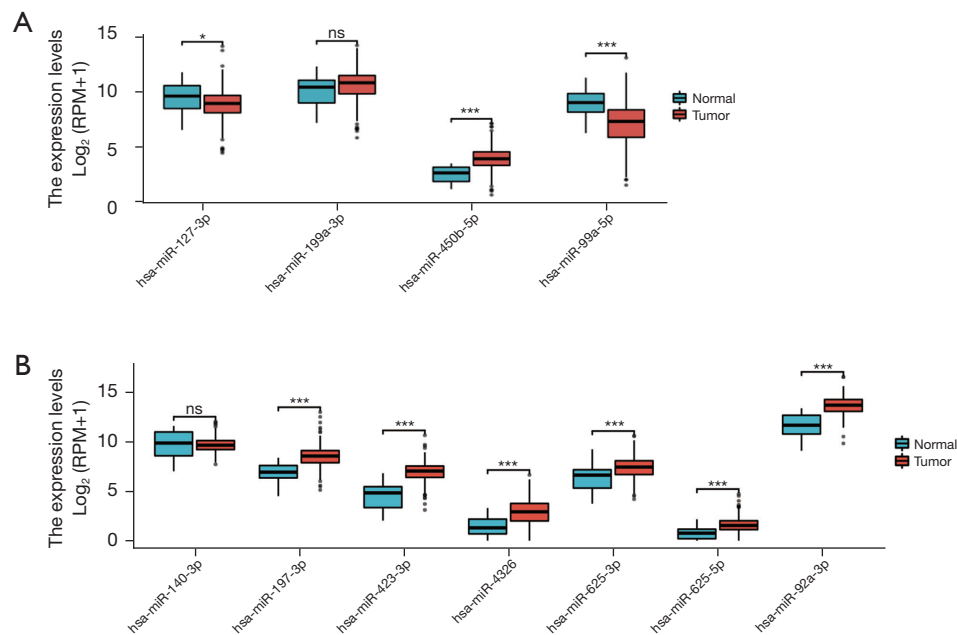 A
The expression levels
Log₂ (RPM+1)
15
10
5
0
*
ns
***
***
Normal
Tumor
hsa-miR-127-3p
hsa-miR-199a-3p
hsa-miR-450b-5p
hsa-miR-99a-5p
B
The expression levels
Log₂ (RPM+1)
15
10
5
0
ns
***
***
***
***
***
***
Normal
Tumor
hsa-miR-140-3p
hsa-miR-197-3p
hsa-miR-423-3p
hsa-miR-4326
hsa-miR-625-3p
hsa-miR-625-5p
hsa-miR-92a-3p